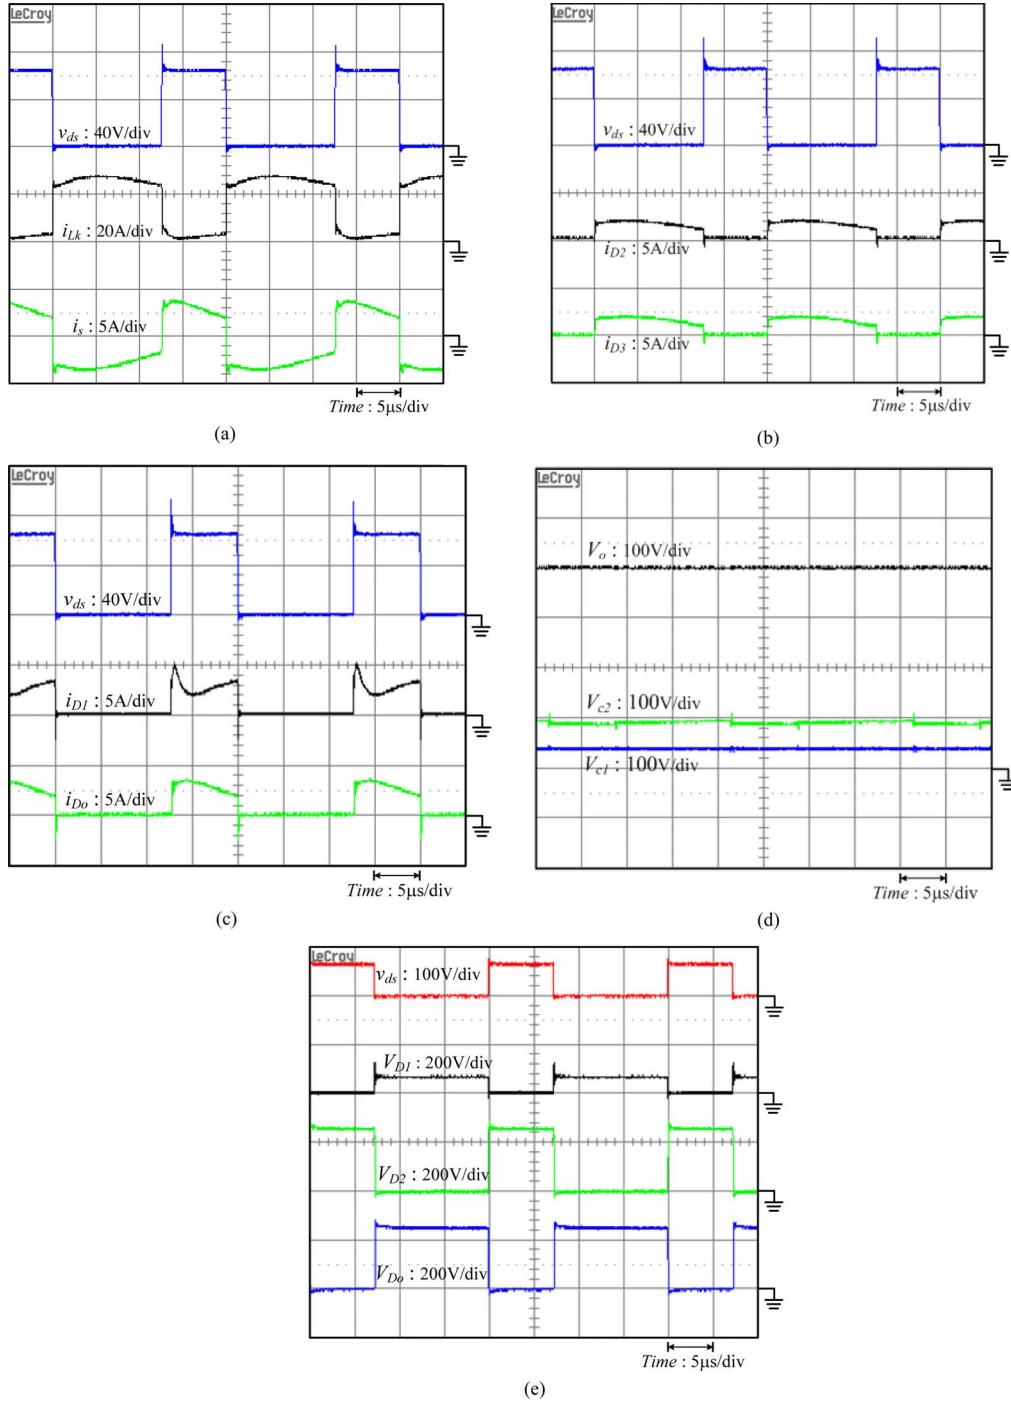 LeCroy
vds : 40V/div
iLk : 20A/div
is : 5A/div
Time : 5μs/div
(a)
vds : 40V/div
iD2 : 5A/div
iD3 : 5A/div
Time : 5μs/div
(b)
LeCroy
vds : 40V/div
iD1 : 5A/div
iDo : 5A/div
Time : 5μs/div
(c)
LeCroy
Vo : 100V/div
Vc2 : 100V/div
Vc1 : 100V/div
Time : 5μs/div
(d)
LeCroy
vds : 100V/div
VD1 : 200V/div
VD2 : 200V/div
VDo : 200V/div
Time : 5μs/div
(e)
LeCroy